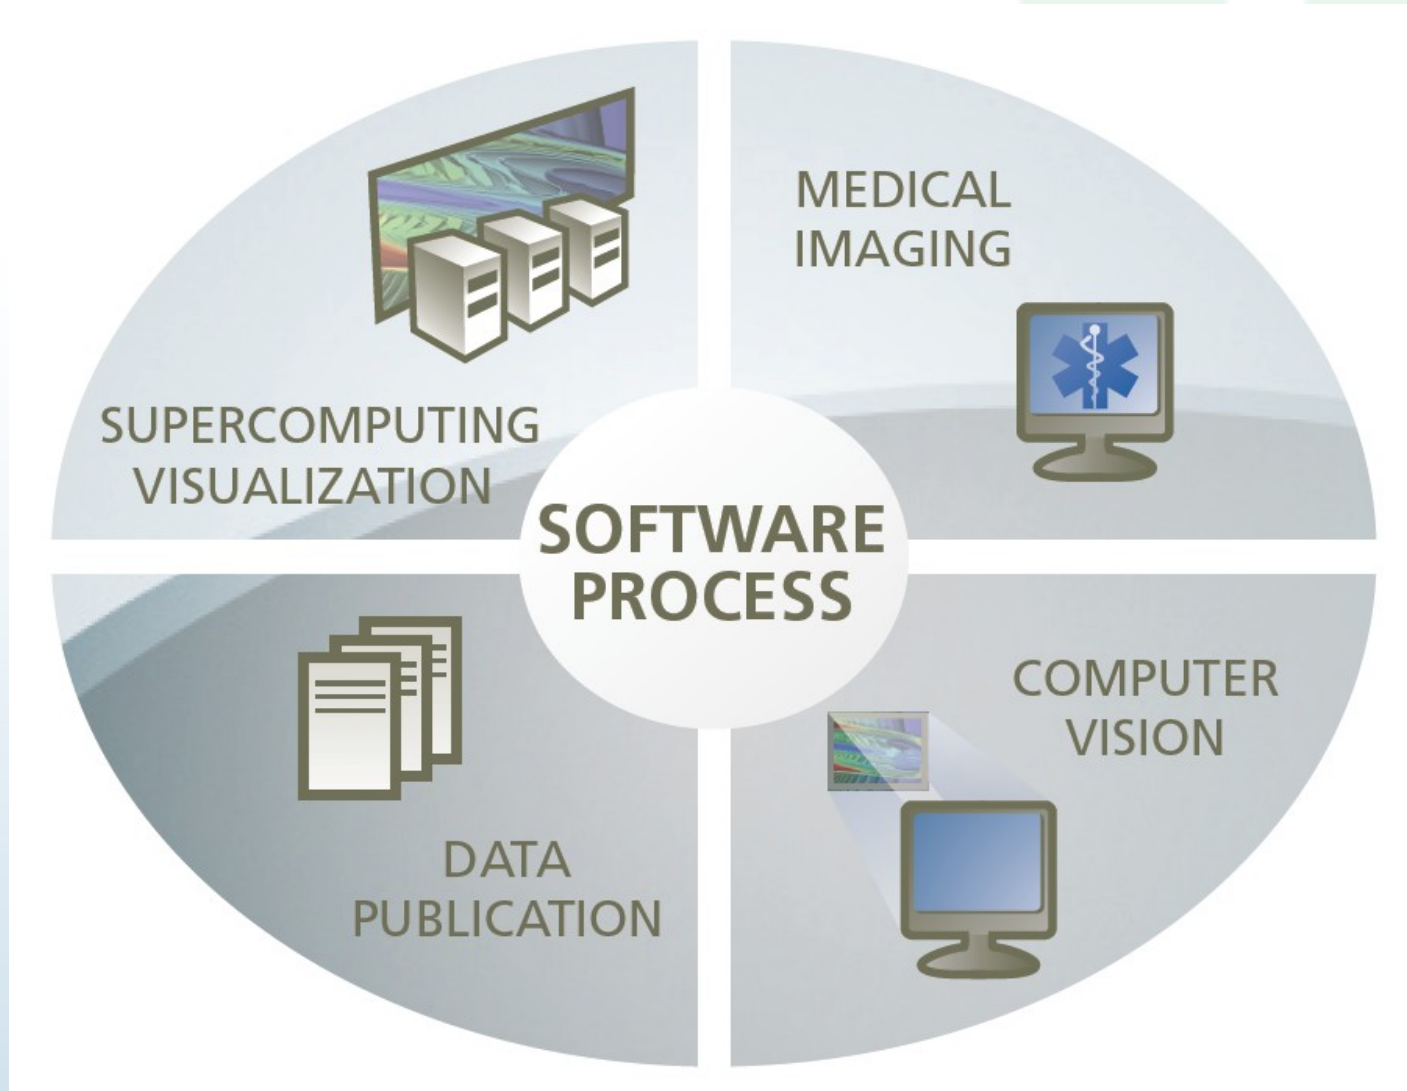 MEDICAL
IMAGING
SUPERCOMPUTING
VISUALIZATION
SOFTWARE
PROCESS
COMPUTER
VISION
DATA
PUBLICATION